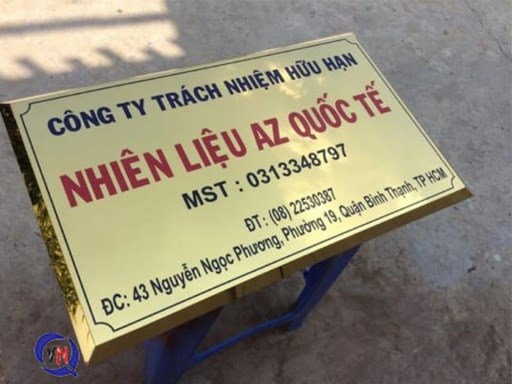 CÔNG TY TRÁCH NHIỆM HỮU HẠN
NHIÊN LIỆU AZ QUỐC TẾ
MST : 0313348797
ĐT : (08) 22530387
ĐC: 43 Nguyễn Ngọc Phương, Phường 19, Quận Bình Thạnh, TP HCM